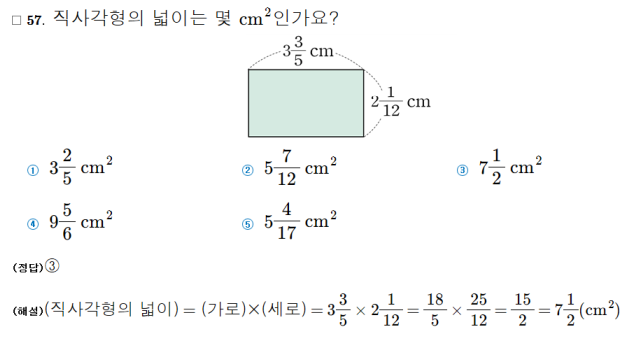 □ 57. 직사각형의 넓이는 몇 cm²인가요?
3 3/5 cm
2 1/12 cm
① 3 2/5 cm² ② 5 7/12 cm² ③ 7 1/2 cm²
④ 9 5/6 cm² ⑤ 5 4/17 cm²
(정답)③
(해설)(직사각형의 넓이) = (가로)×(세로) = 3 3/5 × 2 1/12 = 18/5 × 25/12 = 15/2 = 7 1/2 (cm²)